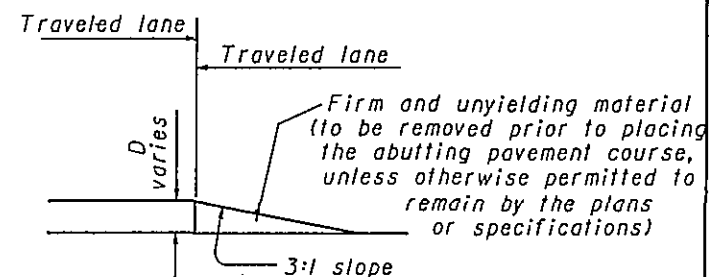 Traveled lane
Traveled lane
D
varies
Firm and unyielding material
(to be removed prior to placing
the abutting pavement course,
unless otherwise permitted to
remain by the plans
or specifications)
3:1 slope